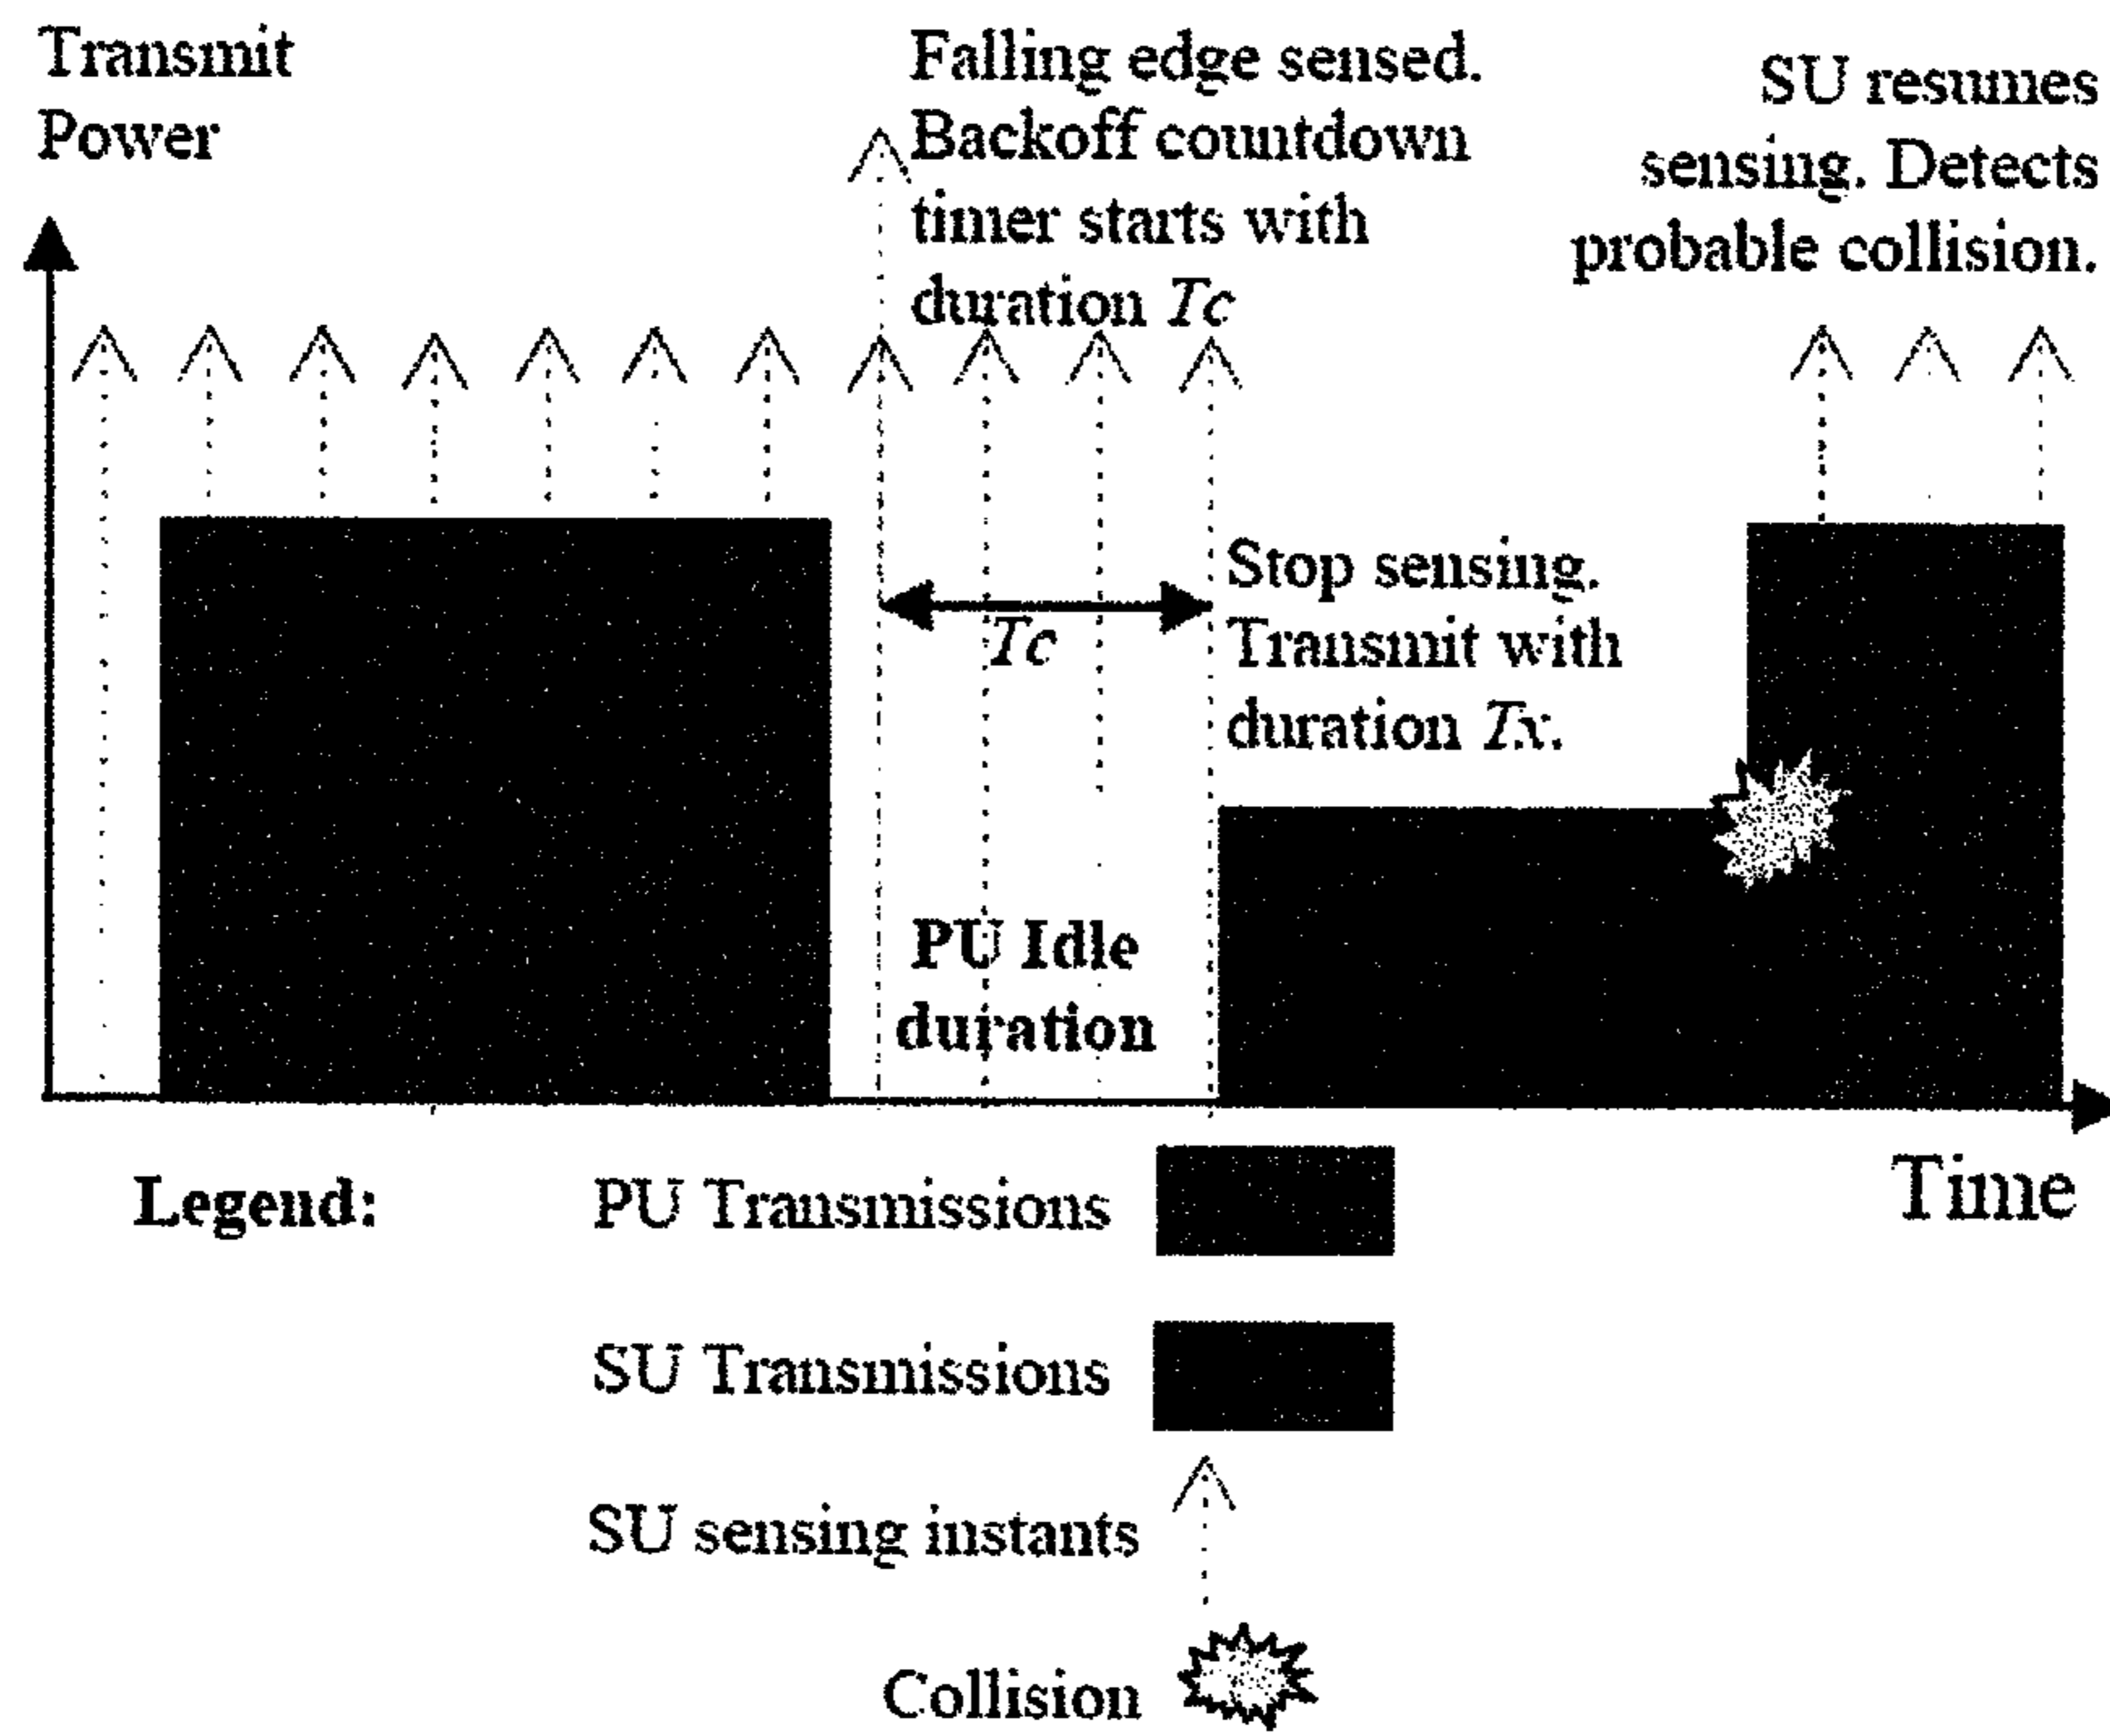 Transmit
Power
Falling edge sensed.
Backoff countdown
timer starts with
duration Tc
SU resumes
sensing. Detects
probable collision.
Tc
Stop sensing.
Transmit with
duration Tx.
PU Idle
duration
Time
Legend:
PU Transmissions
SU Transmissions
SU sensing instants
Collision